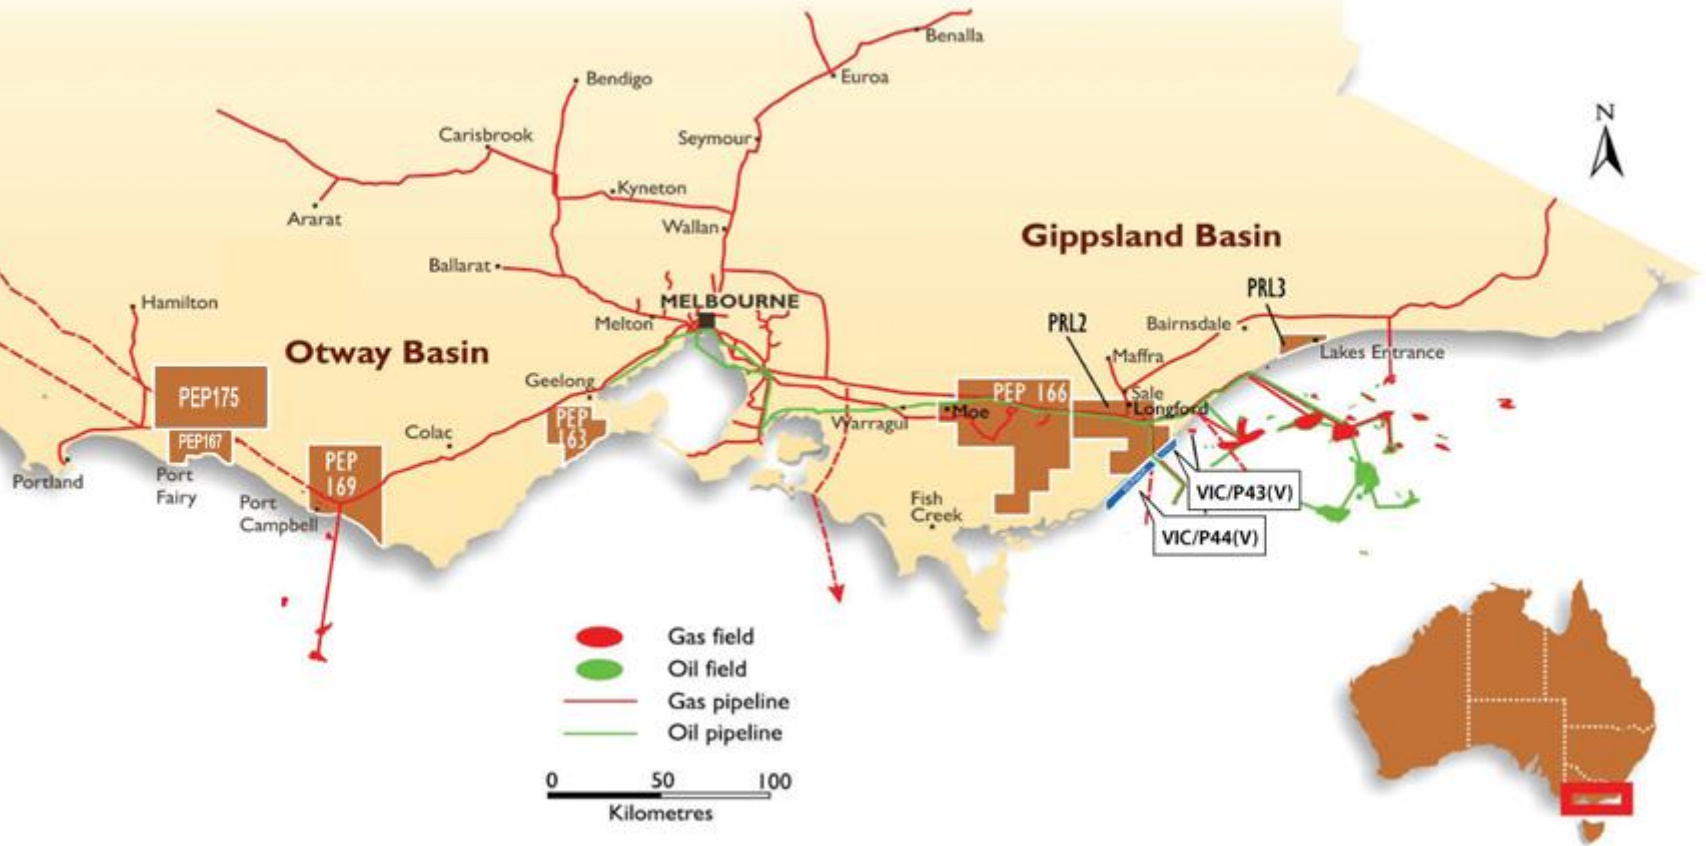 Benalla
Euroa
Bendigo
Carisbrook
Seymour
N
Kyneton
Ararat
Wallan
Gippsland Basin
Ballarat
PRL3
Hamilton
MELBOURNE
Melton
PRL2
Bairnsdale
Otway Basin
Lakes Entrance
Maffra
Geelong
PEP175
PEP 166
Sale
Longford
Moe
PEP
63
Warragul
Colac
PEP167
PEP
169
Portland
Port
Fairy
Port
Campbell
Fish
Creek
VIC/P43(V)
VIC/P44(V)
Gas field
Oil field
Gas pipeline
Oil pipeline
0 50 100
Kilometres